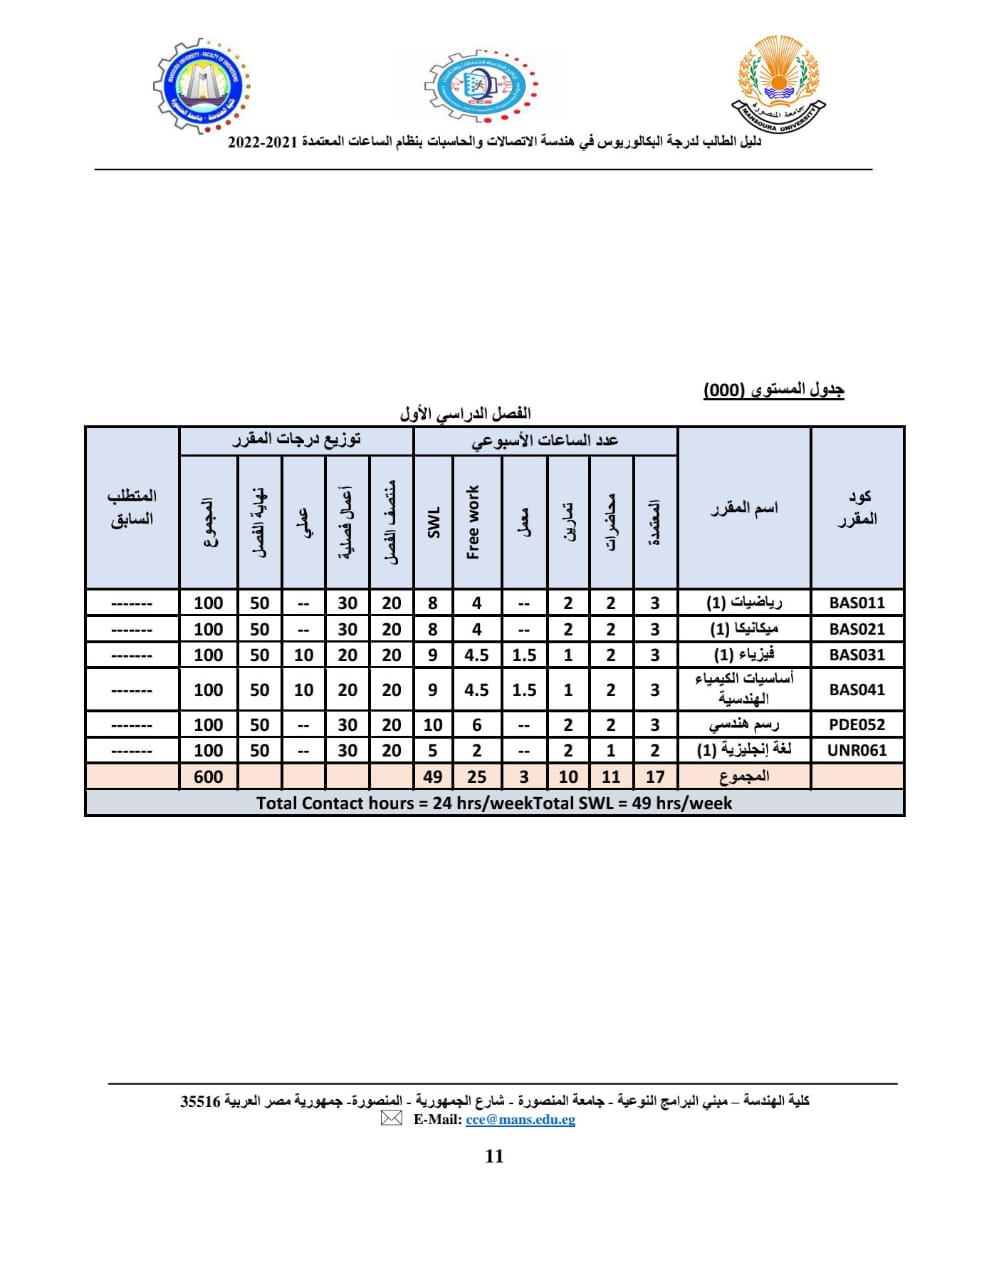 MANSOURA UNIVERSITY - FACULTY OF ENGINEERING
كلية الهندسة - جامعة المنصورة
جامعة المنصورة
MANSOURA UNIVERSITY
دليل الطالب لدرجة البكالوريوس في هندسة الاتصالات والحاسبات بنظام الساعات المعتمدة 2021-2022
جدول المستوى (000)
الفصل الدراسي الأول
كود المقرر | اسم المقرر | عدد الساعات الأسبوعي | توزيع درجات المقرر | المتطلب السابق
المعتمدة | محاضرات | تمارين | معمل | Free work | SWL | منتصف الفصل | أعمال فصلية | عملي | نهاية الفصل | المجموع
BAS011 | رياضيات (1) | 3 | 2 | 2 | -- | 4 | 8 | 20 | 30 | -- | 50 | 100 | -------
BAS021 | ميكانيكا (1) | 3 | 2 | 2 | -- | 4 | 8 | 20 | 30 | -- | 50 | 100 | -------
BAS031 | فيزياء (1) | 3 | 2 | 1 | 1.5 | 4.5 | 9 | 20 | 20 | 10 | 50 | 100 | -------
BAS041 | أساسيات الكيمياء الهندسية | 3 | 2 | 1 | 1.5 | 4.5 | 9 | 20 | 20 | 10 | 50 | 100 | -------
PDE052 | رسم هندسي | 3 | 2 | 2 | -- | 6 | 10 | 20 | 30 | -- | 50 | 100 | -------
UNR061 | لغة إنجليزية (1) | 2 | 1 | 2 | -- | 2 | 5 | 20 | 30 | -- | 50 | 100 | -------
المجموع | 17 | 11 | 10 | 3 | 25 | 49 | 600
Total Contact hours = 24 hrs/weekTotal SWL = 49 hrs/week
كلية الهندسة – مبني البرامج النوعية - جامعة المنصورة - شارع الجمهورية - المنصورة- جمهورية مصر العربية 35516
E-Mail: cce@mans.edu.eg
11